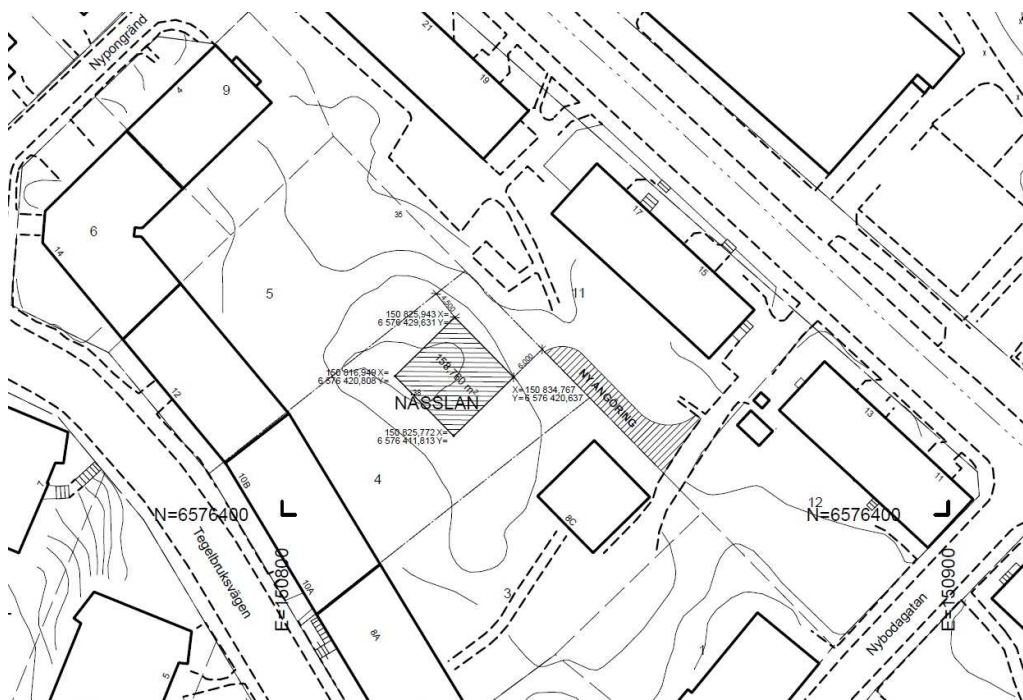 Nypongränd
21
19
4
9
17
15
6
14
35
5
11
4.500
150 825,943 X=
6 576 429,631 Y=
6.000
150 816,949 X=
6 576 420,808 Y=
158,760 m²
X= 150 834,767
Y= 6 576 420,637
NY ANGÖRING
NÄSSLAN
150 825,772 X=
6 576 411,813 Y=
12
13
11
10B
4
8C
12
N=6576400
N=6576400
7
Tegelbruksvägen
E=150800
E=150900
10A
3
8A
Nybodagatan
1
5